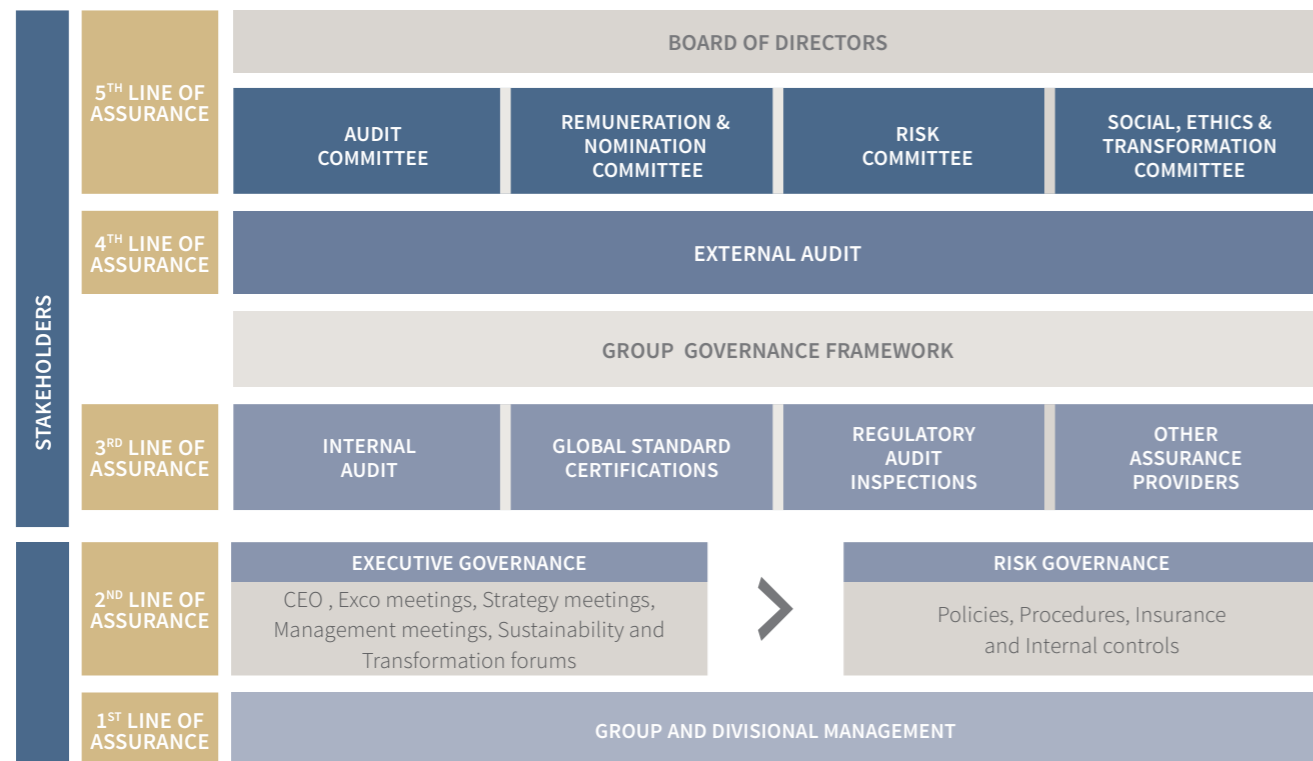 STAKEHOLDERS
5TH LINE OF
ASSURANCE
BOARD OF DIRECTORS
AUDIT
COMMITTEE
REMUNERATION &
NOMINATION
COMMITTEE
RISK
COMMITTEE
SOCIAL, ETHICS &
TRANSFORMATION
COMMITTEE
4TH LINE OF
ASSURANCE
EXTERNAL AUDIT
GROUP GOVERNANCE FRAMEWORK
3RD LINE OF
ASSURANCE
INTERNAL
AUDIT
GLOBAL STANDARD
CERTIFICATIONS
REGULATORY
AUDIT
INSPECTIONS
OTHER
ASSURANCE
PROVIDERS
2ND LINE OF
ASSURANCE
EXECUTIVE GOVERNANCE
CEO , Exco meetings, Strategy meetings,
Management meetings, Sustainability and
Transformation forums
RISK GOVERNANCE
Policies, Procedures, Insurance
and Internal controls
1ST LINE OF
ASSURANCE
GROUP AND DIVISIONAL MANAGEMENT